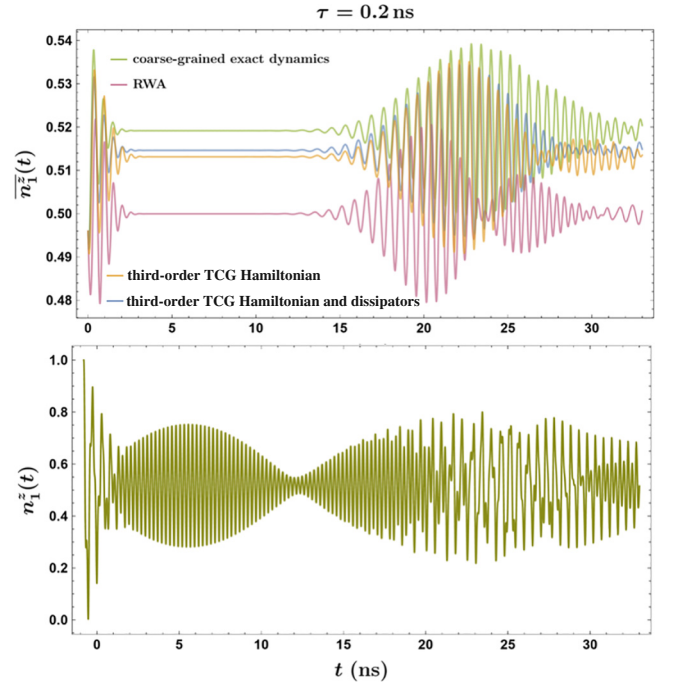 τ = 0.2 ns
0.54
0.53
0.52
0.51
0.50
0.49
0.48
coarse-grained exact dynamics
RWA
third-order TCG Hamiltonian
third-order TCG Hamiltonian and dissipators
n₁ᶻ(t)
0 5 10 15 20 25 30
1.0
0.8
0.6
0.4
0.2
0.0
n₁ᶻ(t)
0 5 10 15 20 25 30
t (ns)